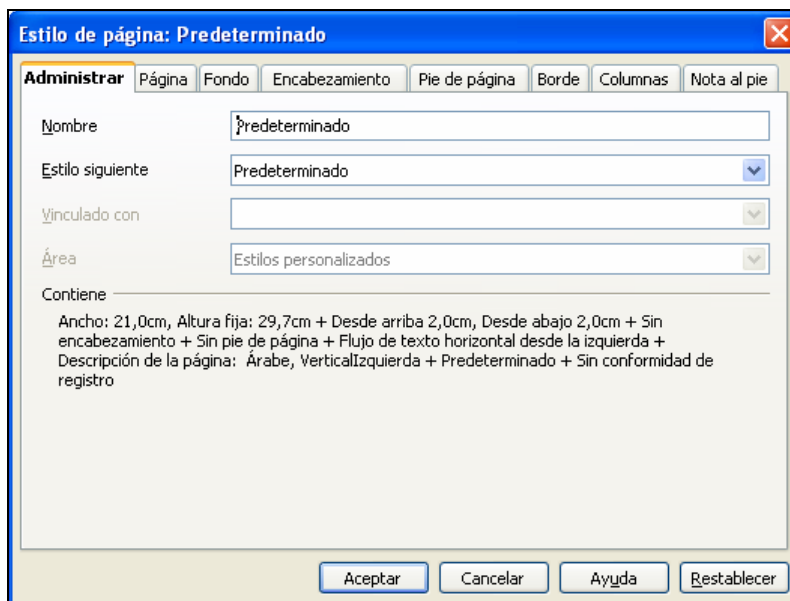 Estilo de página: Predeterminado
Administrar Página Fondo Encabezamiento Pie de página Borde Columnas Nota al pie
Nombre Predeterminado
Estilo siguiente Predeterminado
Vinculado con
Área Estilos personalizados
Contiene
Ancho: 21,0cm, Altura fija: 29,7cm + Desde arriba 2,0cm, Desde abajo 2,0cm + Sin
encabezamiento + Sin pie de página + Flujo de texto horizontal desde la izquierda +
Descripción de la página: Árabe, VerticalIzquierda + Predeterminado + Sin conformidad de
registro
Aceptar Cancelar Ayuda Restablecer